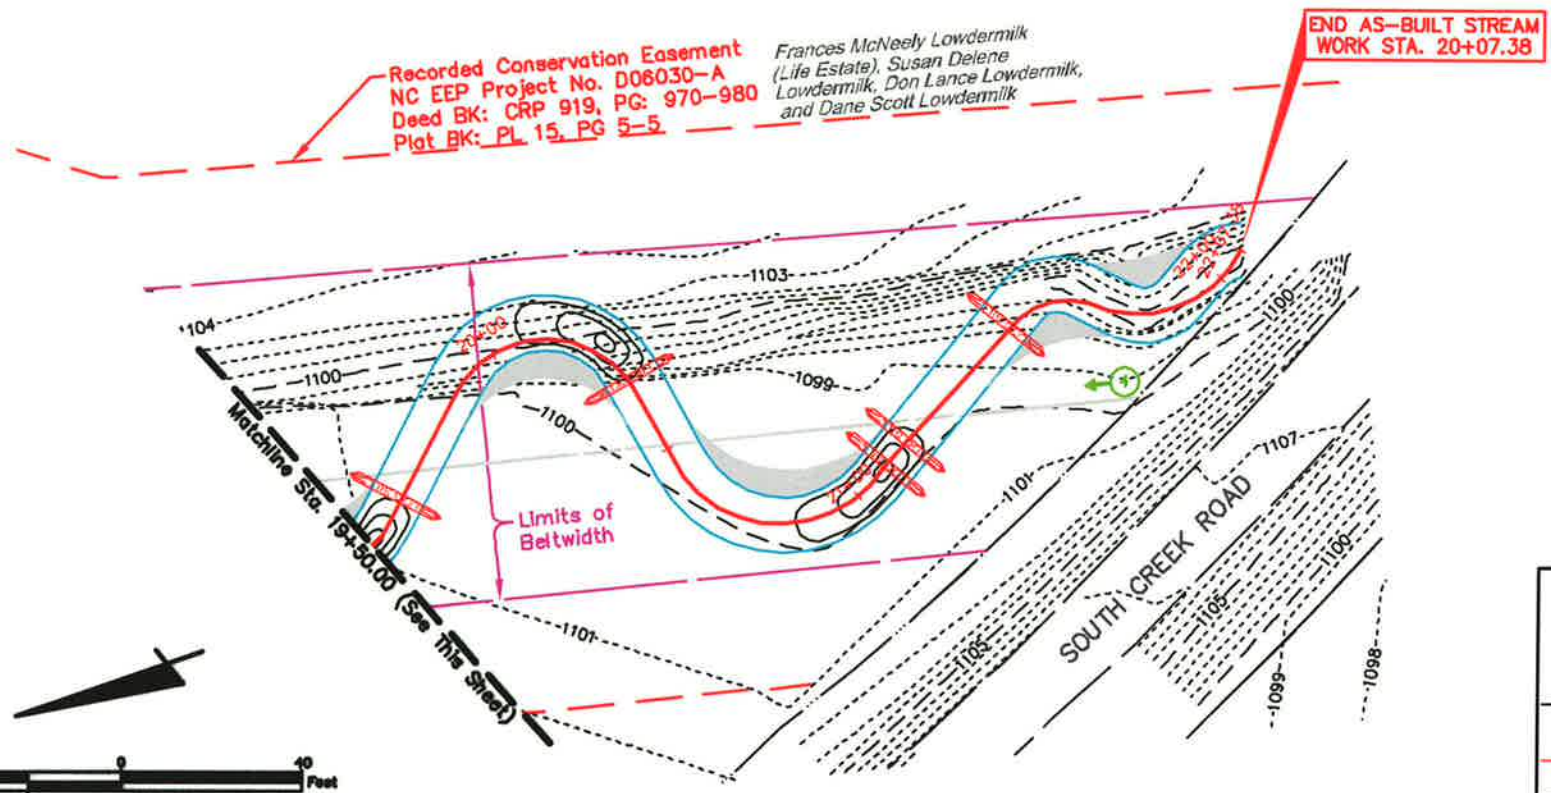 Recorded Conservation Easement
NC EEP Project No. D06030-A
Deed BK: CRP 919, PG: 970-980
Plat BK: PL 15, PG 5-5
Frances McNeely Lowdermilk
(Life Estate), Susan Delene
Lowdermilk, Don Lance Lowdermilk,
and Dane Scott Lowdermilk
END AS-BUILT STREAM
WORK STA. 20+07.38
1103
104
20+00
22+00
1100
1100
1099
1100
Matchline Sta. 19+50.00 (See This Sheet)
Limits of
Beltwidth
1101
1107
SOUTH CREEK ROAD
1100
1105
1105
1101
1099
1098
0
40
Feet